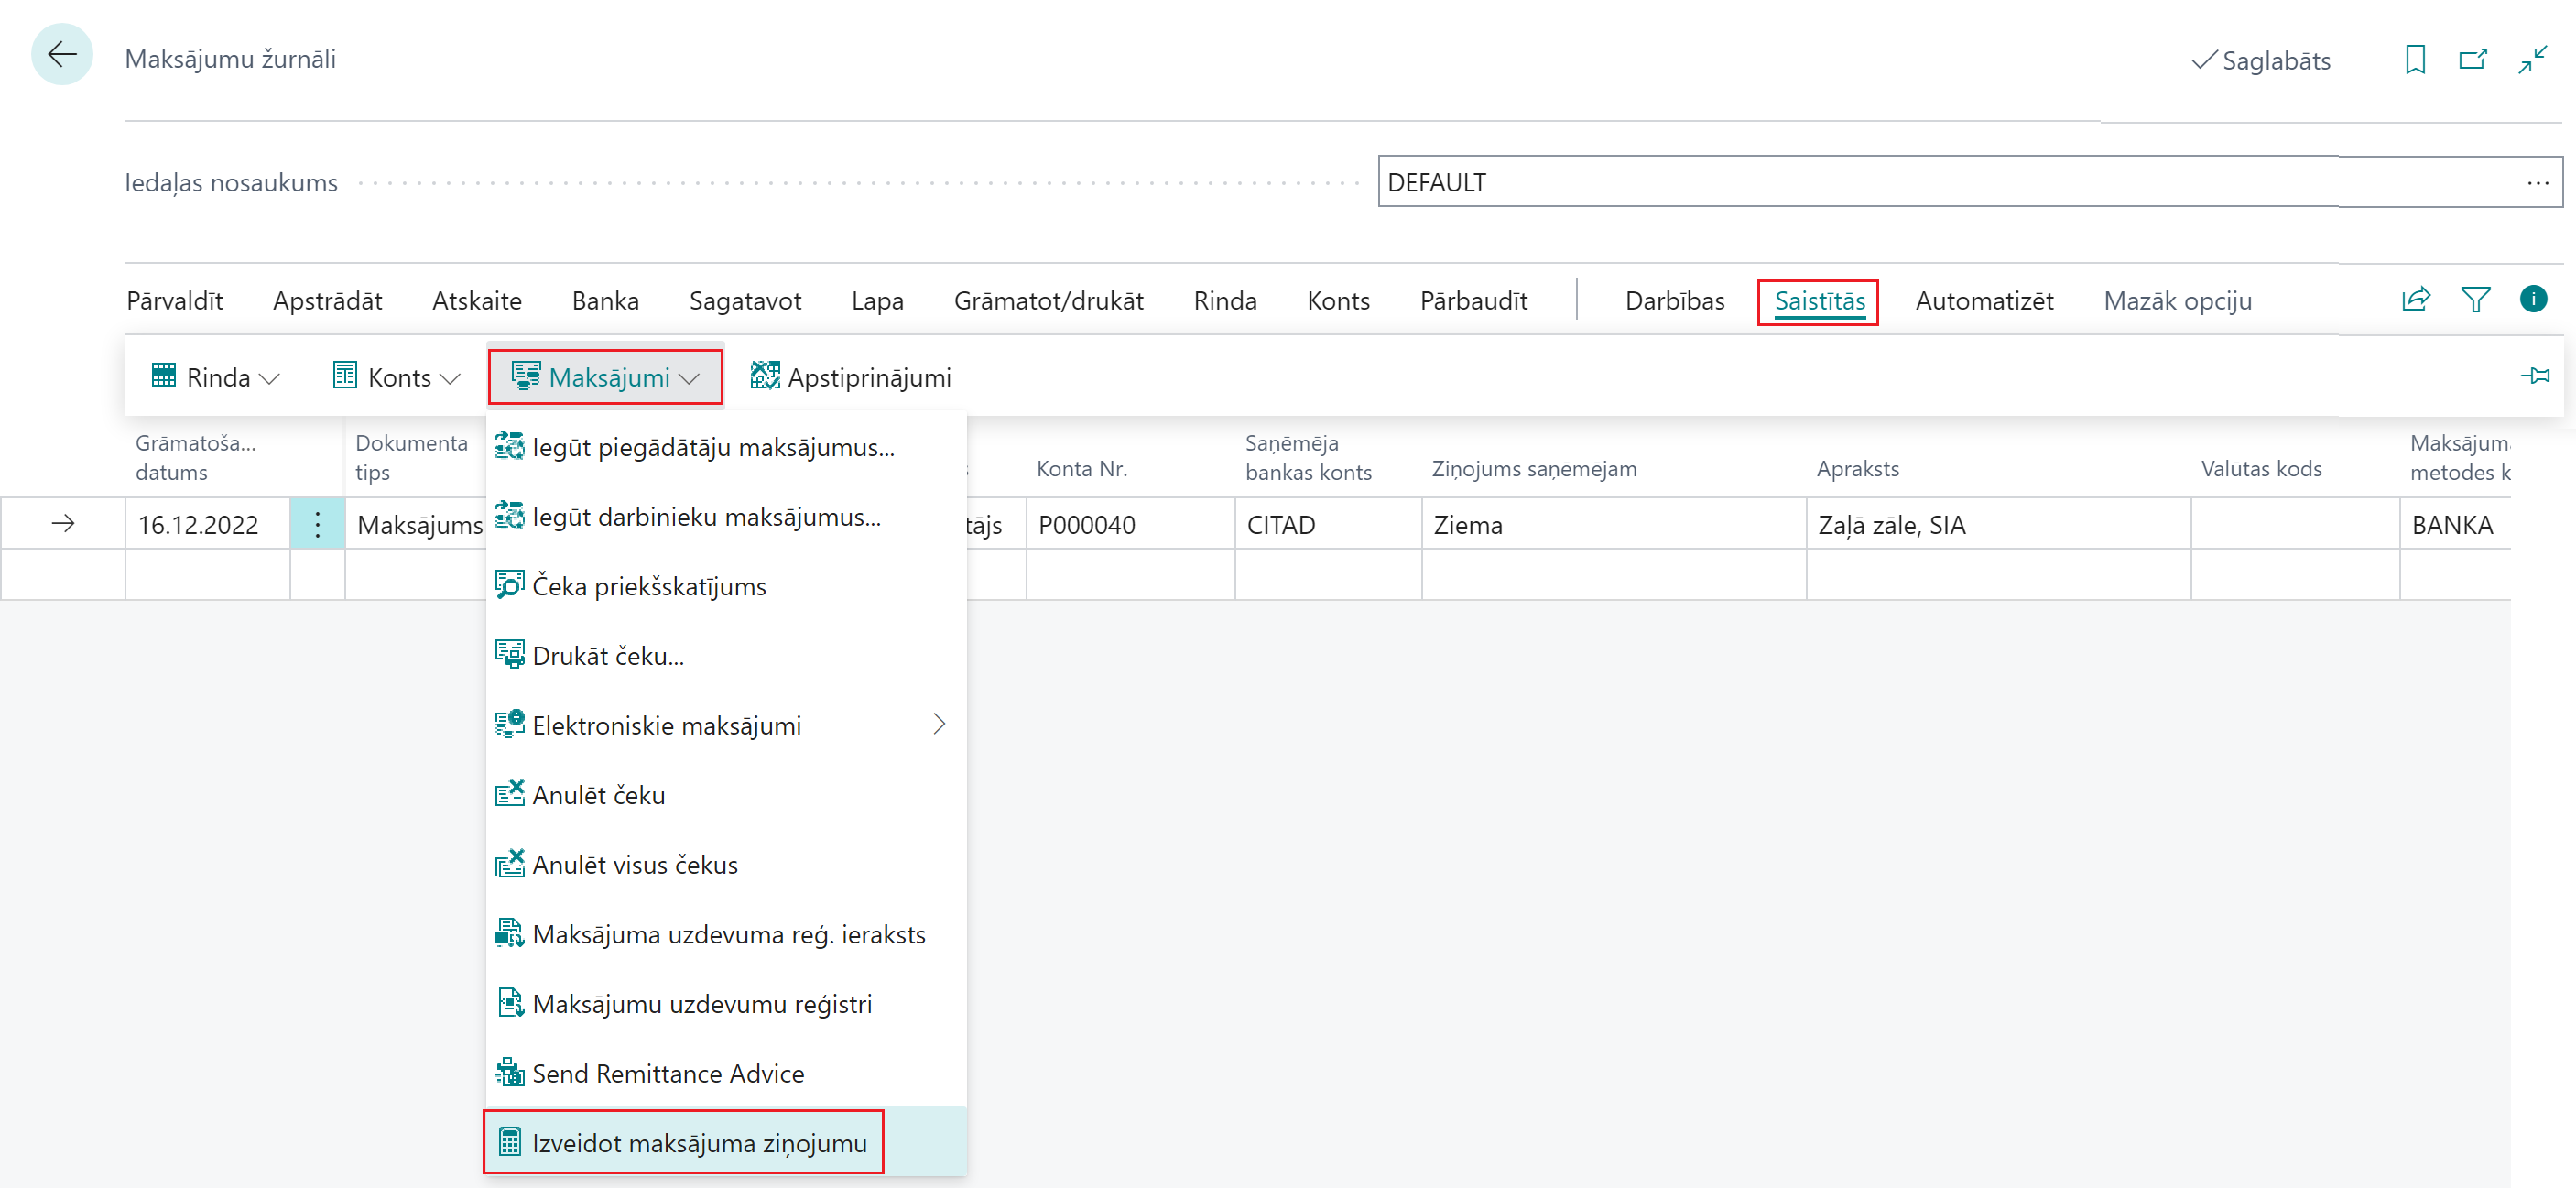 Maksājumu žurnāli
Saglabāts
Iedaļas nosaukums
DEFAULT
Pārvaldīt Apstrādāt Atskaite Banka Sagatavot Lapa Grāmatot/drukāt Rinda Konts Pārbaudīt Darbības Saistītās Automatizēt Mazāk opciju
Rinda Konts Maksājumi Apstiprinājumi
Grāmatoša...
datums
Dokumenta
tips
s
Konta Nr.
Saņēmēja
bankas konts
Ziņojums saņēmējam
Apraksts
Valūtas kods
Maksājuma
metodes k
16.12.2022 Maksājums tājs P000040 CITAD Ziema Zaļā zāle, SIA BANKA
Iegūt piegādātāju maksājumus...
Iegūt darbinieku maksājumus...
Čeka priekšskatījums
Drukāt čeku...
Elektroniskie maksājumi
Anulēt čeku
Anulēt visus čekus
Maksājuma uzdevuma reģ. ieraksts
Maksājumu uzdevumu reģistri
Send Remittance Advice
Izveidot maksājuma ziņojumu